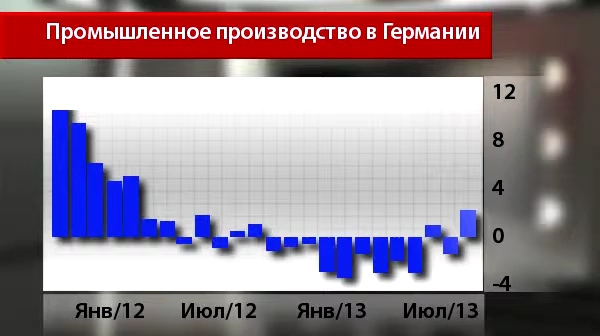 Промышленное производство в Германии
12
8
4
0
-4
Янв/12 Июл/12 Янв/13 Июл/13